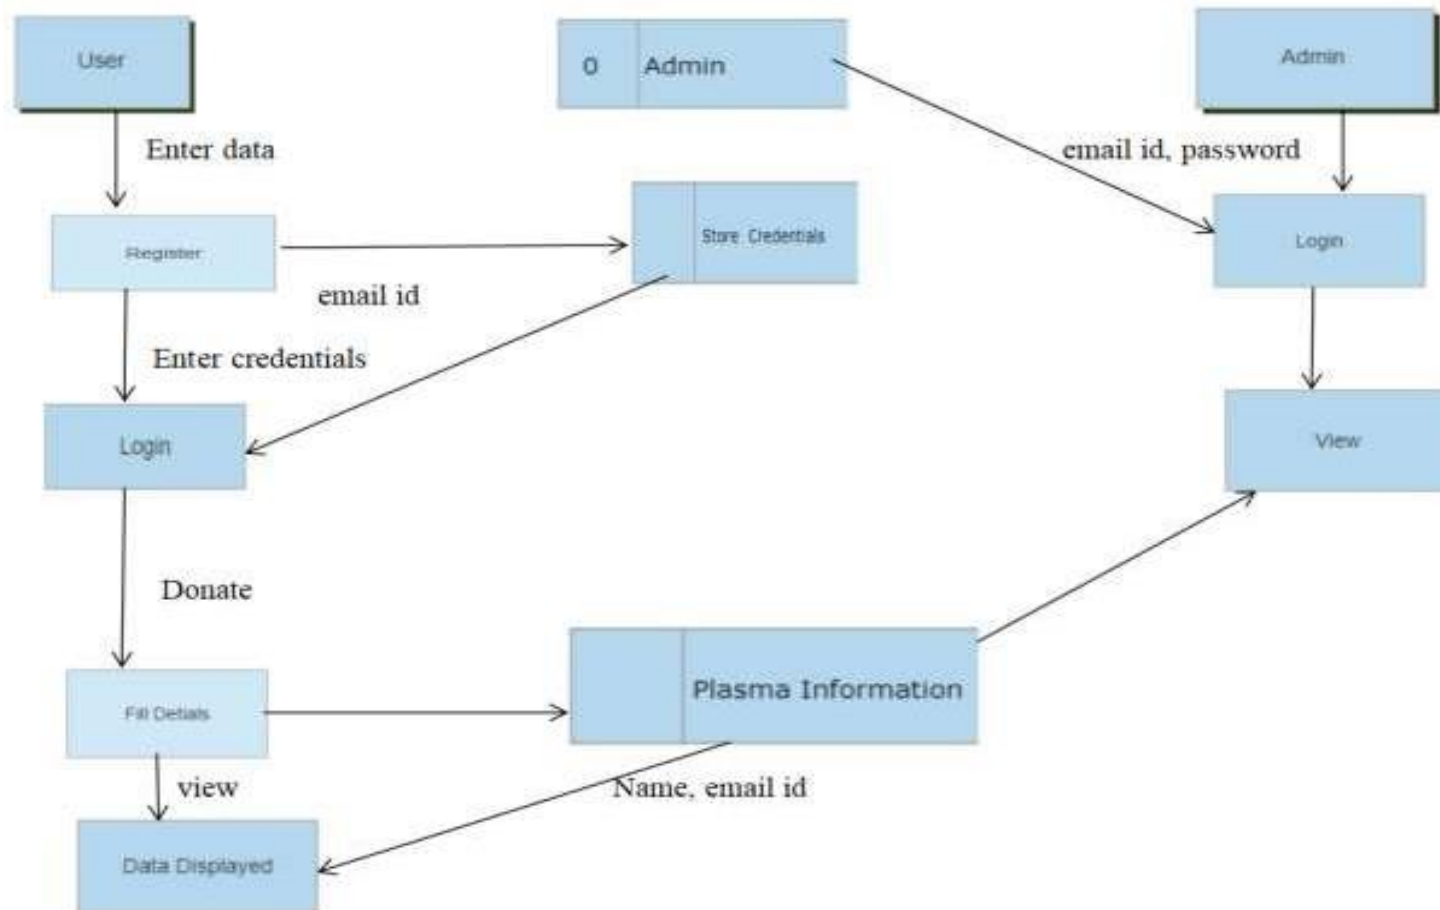 User
0 Admin
Admin
Enter data
email id, password
Register
Store Credentials
Login
email id
Enter credentials
Login
View
Donate
Plasma Information
Fill Detials
view
Name, email id
Data Displayed